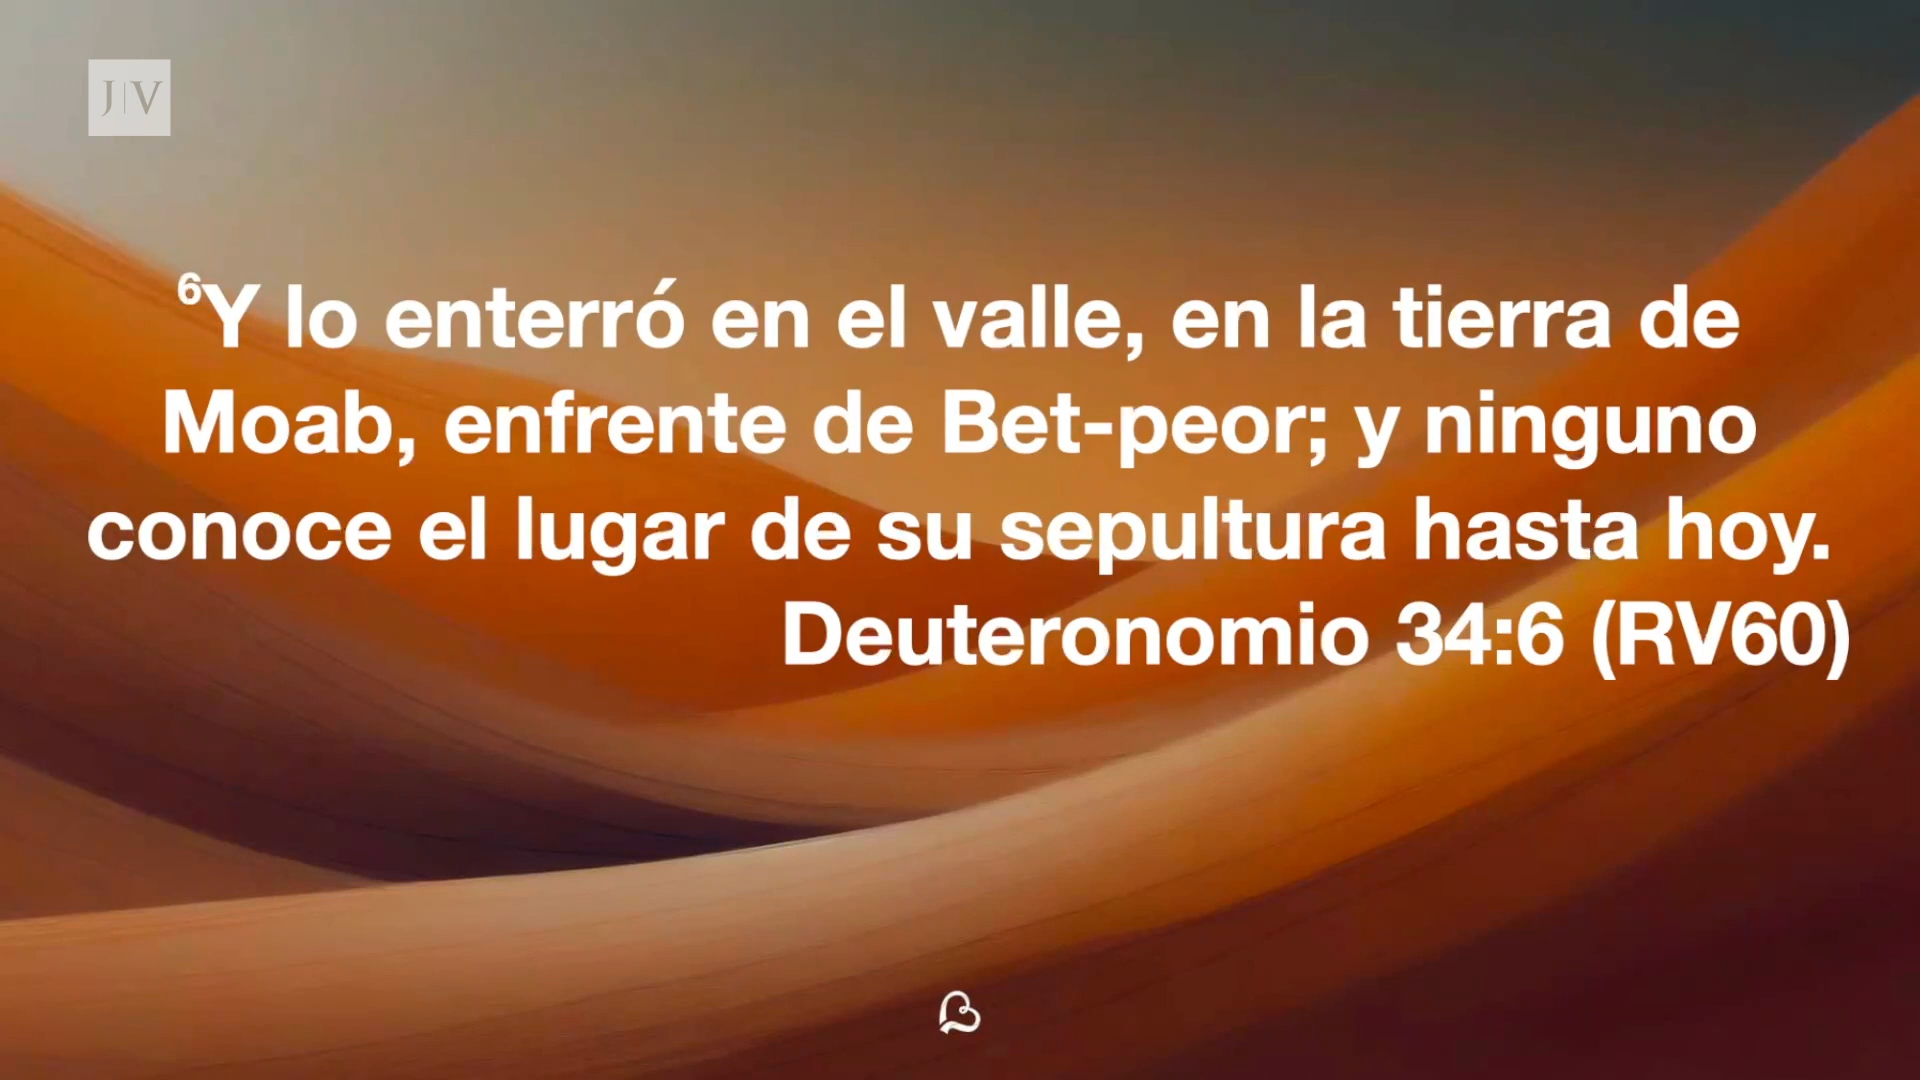 J|V
⁶Y lo enterró en el valle, en la tierra de
Moab, enfrente de Bet-peor; y ninguno
conoce el lugar de su sepultura hasta hoy.
Deuteronomio 34:6 (RV60)